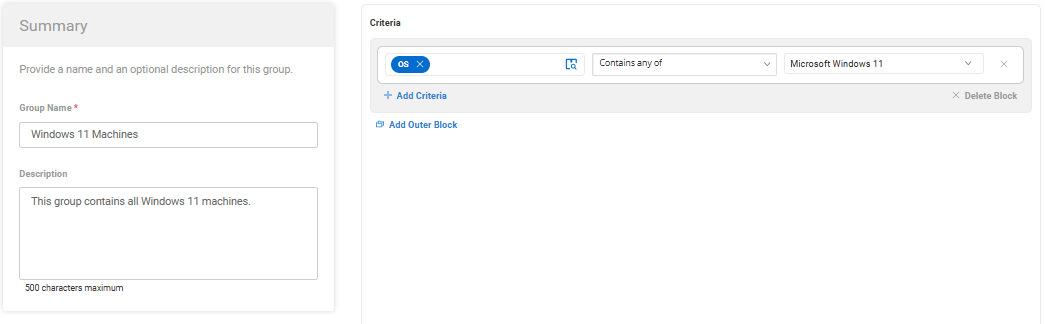 Summary
Provide a name and an optional description for this group.
Group Name *
Windows 11 Machines
Description
This group contains all Windows 11 machines.
500 characters maximum
Criteria
OS
Contains any of
Microsoft Windows 11
Add Criteria
Delete Block
Add Outer Block